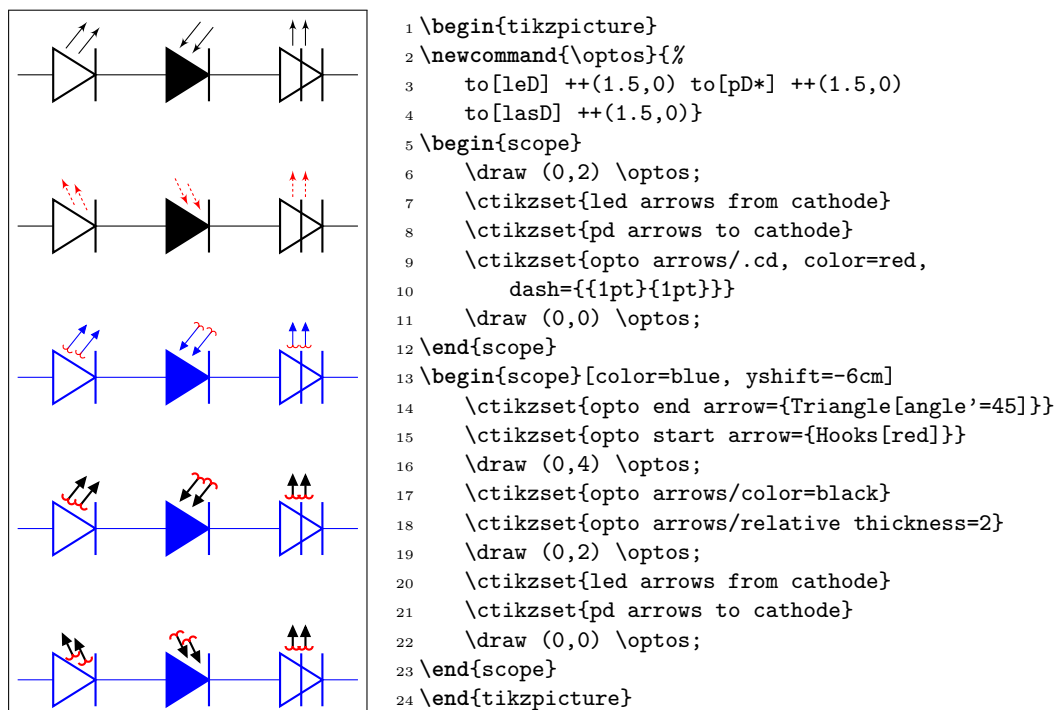 1 \begin{tikzpicture}
2 \newcommand{\optos}{%
3 to[leD] ++(1.5,0) to[pD*] ++(1.5,0)
4 to[lasD] ++(1.5,0)}
5 \begin{scope}
6 \draw (0,2) \optos;
7 \ctikzset{led arrows from cathode}
8 \ctikzset{pd arrows to cathode}
9 \ctikzset{opto arrows/.cd, color=red,
10 dash={{1pt}{1pt}}}
11 \draw (0,0) \optos;
12 \end{scope}
13 \begin{scope}[color=blue, yshift=-6cm]
14 \ctikzset{opto end arrow={Triangle[angle’=45]}}
15 \ctikzset{opto start arrow={Hooks[red]}}
16 \draw (0,4) \optos;
17 \ctikzset{opto arrows/color=black}
18 \ctikzset{opto arrows/relative thickness=2}
19 \draw (0,2) \optos;
20 \ctikzset{led arrows from cathode}
21 \ctikzset{pd arrows to cathode}
22 \draw (0,0) \optos;
23 \end{scope}
24 \end{tikzpicture}